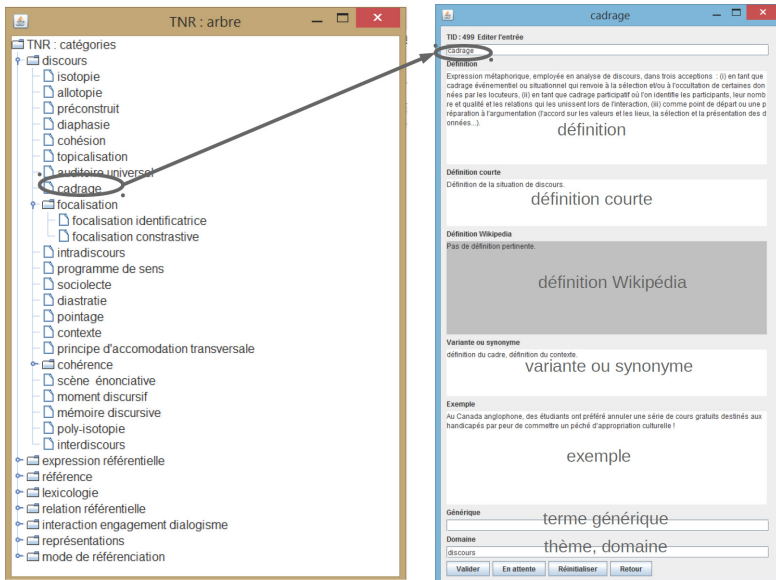 TNR : arbre
TNR : catégories
discours
isotopie
allotopie
préconstruit
diaphasie
cohésion
topicalisation
auditoire universel
cadrage
focalisation
focalisation identificatrice
focalisation constrastive
intradiscours
programme de sens
sociolecte
diastratie
pointage
contexte
principe d'accomodation transversale
cohérence
scène énonciative
moment discursif
mémoire discursive
poly-isotopie
interdiscours
expression référentielle
référence
lexicologie
relation référentielle
interaction engagement dialogisme
représentations
mode de référenciation
cadrage
TID : 499 Editer l'entrée
cadrage
Définition
Expression métaphorique, employée en analyse de discours, dans trois acceptions : (i) en tant que
cadrage événementiel ou situationnel qui renvoie à la sélection et/ou à l'occultation de certaines don
nées par les locuteurs, (ii) en tant que cadrage participatif où l'on identifie les participants, leur nomb
re et qualité et les relations qui les unissent lors de l'interaction, (iii) comme point de départ ou une p
réparation à l'argumentation (l'accord sur les valeurs et les lieux, la sélection et la présentation des d
onnées...).
définition
Définition courte
Définition de la situation de discours.
définition courte
Définition Wikipedia
Pas de définition pertinente.
définition Wikipédia
Variante ou synonyme
définition du cadre, définition du contexte.
variante ou synonyme
Exemple
Au Canada anglophone, des étudiants ont préféré annuler une série de cours gratuits destinés aux
handicapés par peur de commettre un péché d'appropriation culturelle !
exemple
Générique
terme générique
Domaine
discours
thème, domaine
Valider En attente Réinitialiser Retour